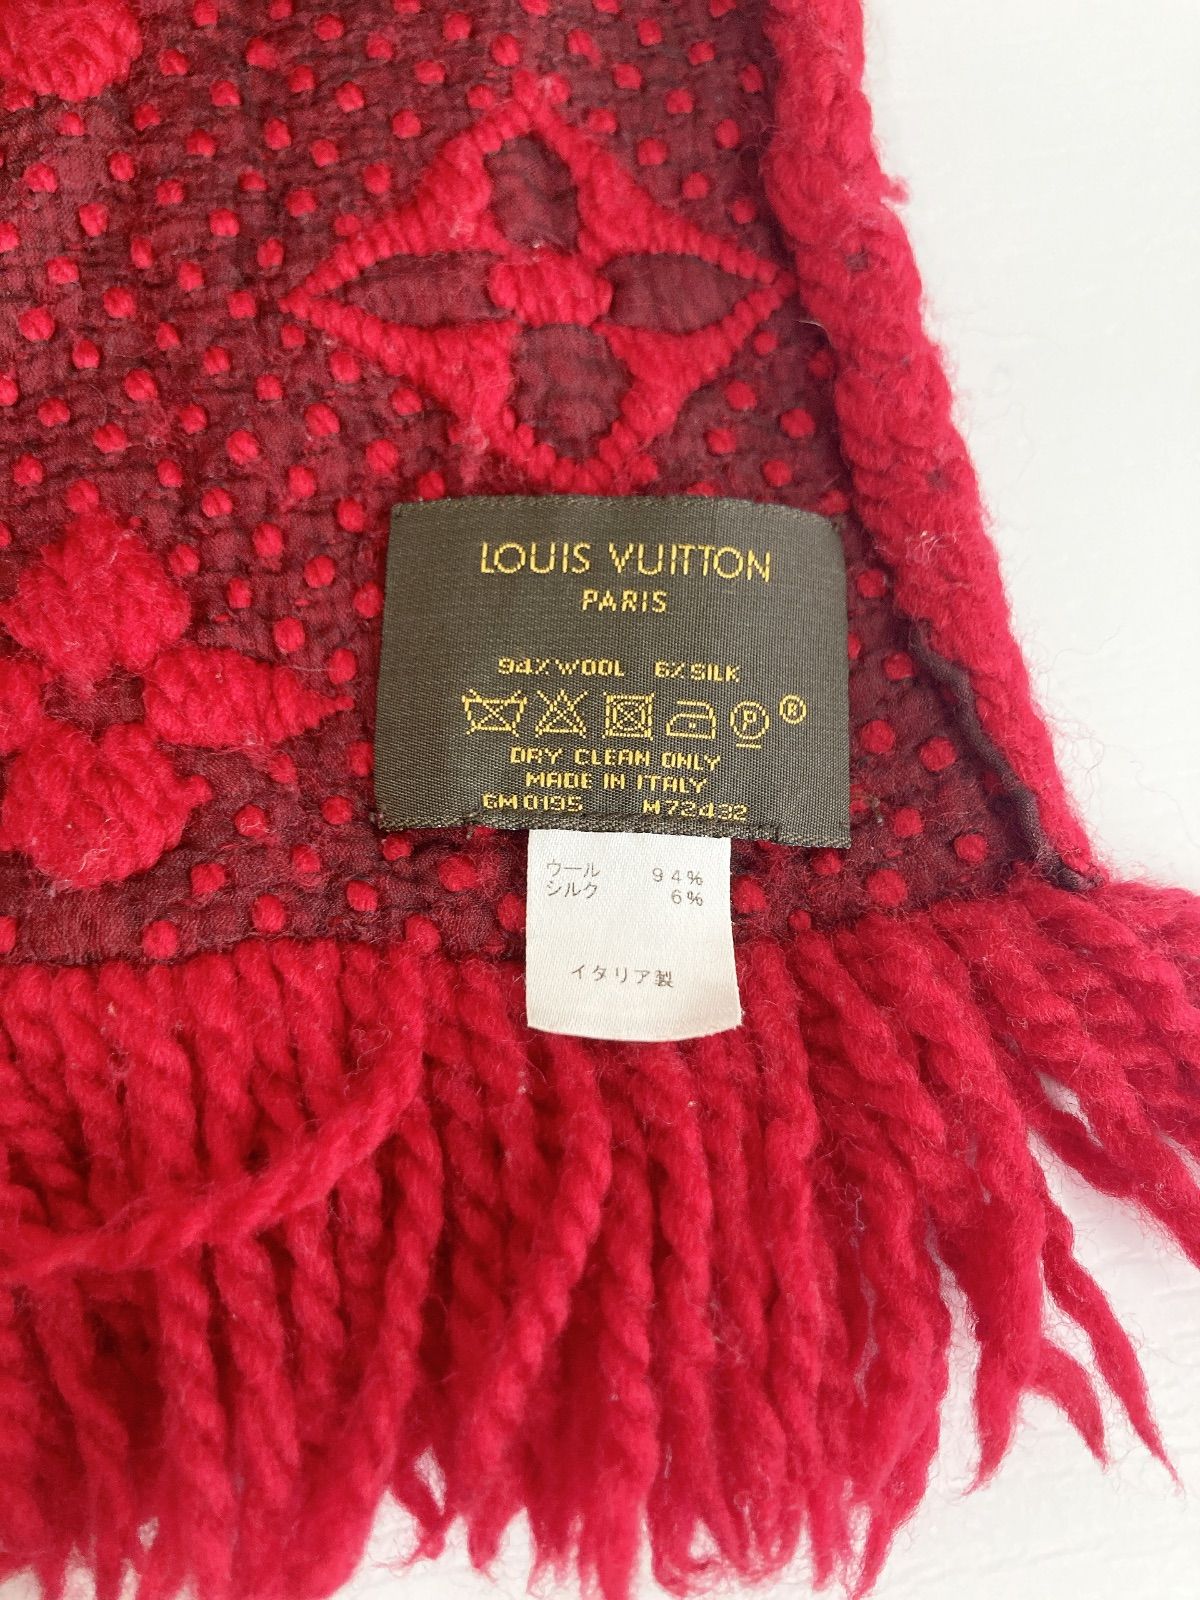 LOUIS VUITTON
PARIS
94% WOOL 6% SILK
P ®
DRY CLEAN ONLY
MADE IN ITALY
GM0195 M72432
ウール 94%
シルク 6%
イタリア製